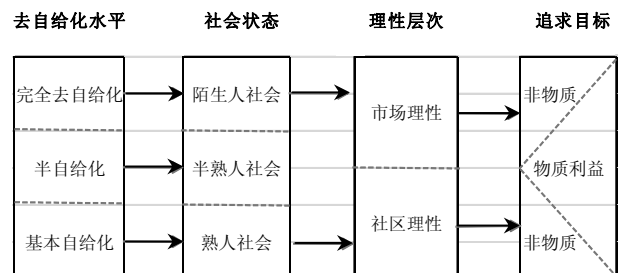 去自给化水平 社会状态 理性层次 追求目标
完全去自给化 陌生人社会 市场理性 非物质
半自给化 半熟人社会 物质利益
基本自给化 熟人社会 社区理性 非物质